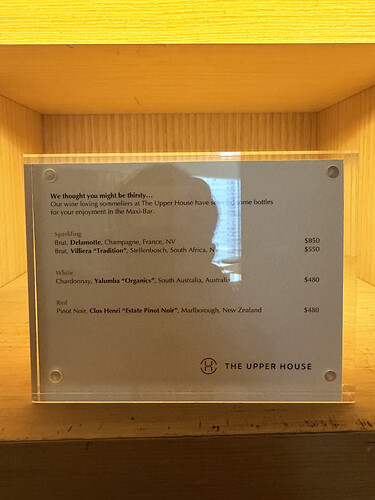 We thought you might be thirsty...
Our wine loving sommeliers at The Upper House have some bottles
for your enjoyment in the Maxi-Bar.
Sparkling
Brut, Delamotte, Champagne, France, NV $850
Brut, Villiera “Tradition”, Stellenbosch, South Africa, $550
White
Chardonnay, Yalumba “Organics”, South Australia, Australia $480
Red
Pinot Noir, Clos Henri “Estate Pinot Noir”, Marlborough, New Zealand $480
THE UPPER HOUSE